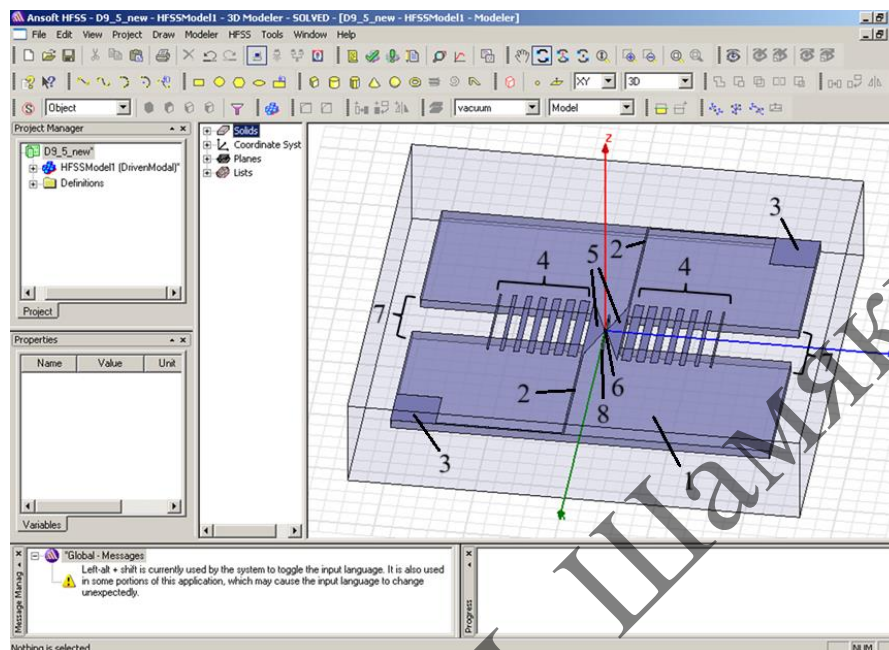 Ansoft HFSS - D9_5_new - HFSSModel1 - 3D Modeler - SOLVED - [D9_5_new - HFSSModel1 - Modeler]
File Edit View Project Draw Modeler HFSS Tools Window Help
XY 3D
Object vacuum Model
Project Manager
D9_5_new*
HFSSModel1 (DrivenModal)*
Definitions
Project
Solids
Coordinate Syst
Planes
Lists
Properties
Name Value Unit
Variables
Z
3
5 2
4 4
7
2
6
8
3
1
Шамяк
"Global - Messages
Left-alt + shift is currently used by the system to toggle the input language. It is also used
in some portions of this application, which may cause the input language to change
unexpectedly.
Message Manag
Progress
Nothing is selected
NUM